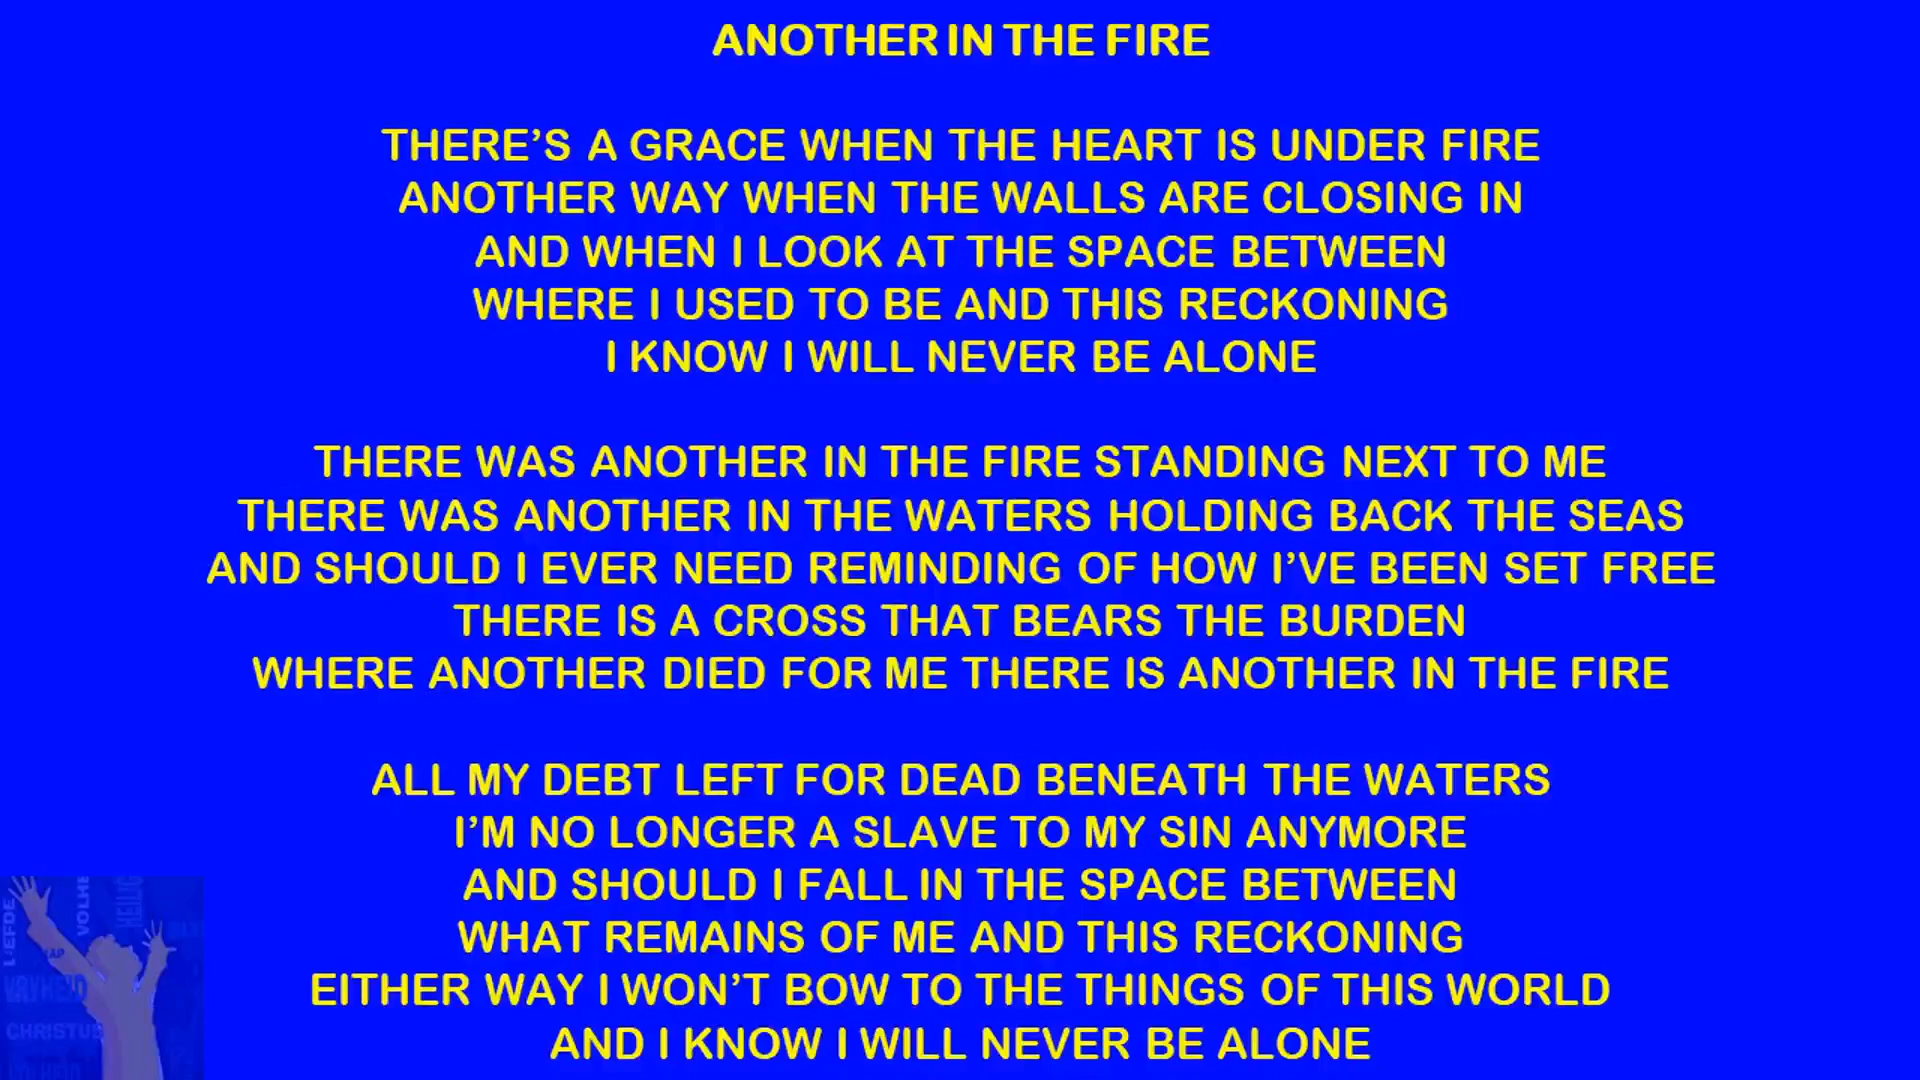 ANOTHER IN THE FIRE
THERE’S A GRACE WHEN THE HEART IS UNDER FIRE
ANOTHER WAY WHEN THE WALLS ARE CLOSING IN
AND WHEN I LOOK AT THE SPACE BETWEEN
WHERE I USED TO BE AND THIS RECKONING
I KNOW I WILL NEVER BE ALONE
THERE WAS ANOTHER IN THE FIRE STANDING NEXT TO ME
THERE WAS ANOTHER IN THE WATERS HOLDING BACK THE SEAS
AND SHOULD I EVER NEED REMINDING OF HOW I’VE BEEN SET FREE
THERE IS A CROSS THAT BEARS THE BURDEN
WHERE ANOTHER DIED FOR ME THERE IS ANOTHER IN THE FIRE
ALL MY DEBT LEFT FOR DEAD BENEATH THE WATERS
I’M NO LONGER A SLAVE TO MY SIN ANYMORE
AND SHOULD I FALL IN THE SPACE BETWEEN
WHAT REMAINS OF ME AND THIS RECKONING
EITHER WAY I WON’T BOW TO THE THINGS OF THIS WORLD
AND I KNOW I WILL NEVER BE ALONE
LIEFDE
VOLHE
HEILIG
AP
VRYHEID
CHRISTUS